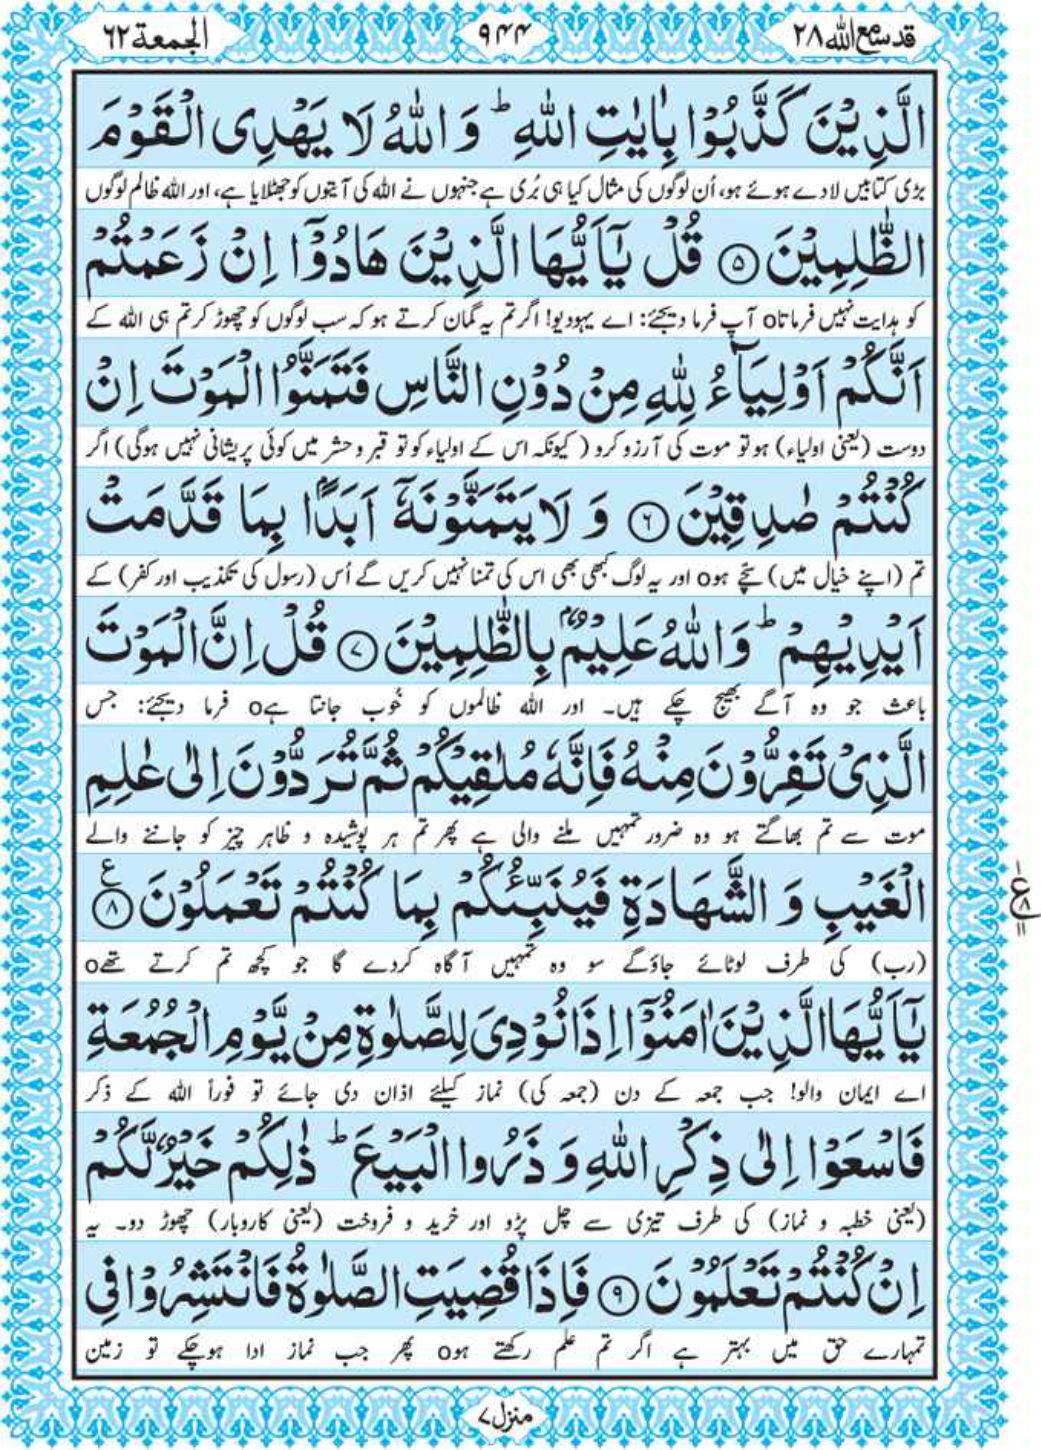 قد سمع الله ٢٨
٩٤٤
الجمعة ٦٢
الَّذِيْنَ كَذَّبُوْا بِاٰيٰتِ اللّٰهِ ؕ وَ اللّٰهُ لَا يَهْدِى الْقَوْمَ
بڑی کتابیں لادے ہوئے ہو، اُن لوگوں کی مثال کیا ہی بُری ہے جنہوں نے اللہ کی آیتوں کو جھٹلایا ہے، اور اللہ ظالم لوگوں
الظّٰلِمِيْنَ ۝۵ قُلْ يٰۤاَيُّهَا الَّذِيْنَ هَادُوْۤا اِنْ زَعَمْتُمْ
کو ہدایت نہیں فرماتاo آپ فرما دیجئے: اے یہودیو! اگر تم یہ گمان کرتے ہو کہ سب لوگوں کو چھوڑ کر تم ہی اللہ کے
اَنَّكُمْ اَوْلِيَآءُ لِلّٰهِ مِنْ دُوْنِ النَّاسِ فَتَمَنَّوُا الْمَوْتَ اِنْ
دوست (یعنی اولیاء) ہو تو موت کی آرزو کرو (کیونکہ اس کے اولیاء کو تو قبر و حشر میں کوئی پریشانی نہیں ہوگی) اگر
كُنْتُمْ صٰدِقِيْنَ ۝۶ وَ لَا يَتَمَنَّوْنَهٗۤ اَبَدًۢا بِمَا قَدَّمَتْ
تم (اپنے خیال میں) سچے ہوo اور یہ لوگ کبھی بھی اس کی تمنا نہیں کریں گے اُس (رسول کی تکذیب اور کفر) کے
اَيْدِيْهِمْ ؕ وَاللّٰهُ عَلِيْمٌۢ بِالظّٰلِمِيْنَ ۝۷ قُلْ اِنَّ الْمَوْتَ
باعث جو وہ آگے بھیج چکے ہیں۔ اور اللہ ظالموں کو خُوب جانتا ہےo فرما دیجئے: جس
الَّذِىْ تَفِرُّوْنَ مِنْهُ فَاِنَّهٗ مُلٰقِيْكُمْ ثُمَّ تُرَدُّوْنَ اِلٰى عٰلِمِ
موت سے تم بھاگتے ہو وہ ضرور تمہیں ملنے والی ہے پھر تم ہر پوشیدہ و ظاہر چیز کو جاننے والے
الْغَيْبِ وَ الشَّهَادَةِ فَيُنَبِّئُكُمْ بِمَا كُنْتُمْ تَعْمَلُوْنَ ۝۸ ع
(رب) کی طرف لوٹائے جاؤگے سو وہ تمہیں آگاہ کردے گا جو کچھ تم کرتے تھےo
يٰۤاَيُّهَا الَّذِيْنَ اٰمَنُوْۤا اِذَا نُوْدِىَ لِلصَّلٰوةِ مِنْ يَّوْمِ الْجُمُعَةِ
اے ایمان والو! جب جمعہ کے دن (جمعہ کی) نماز کیلئے اذان دی جائے تو فوراً اللہ کے ذکر
فَاسْعَوْا اِلٰى ذِكْرِ اللّٰهِ وَ ذَرُوا الْبَيْعَ ؕ ذٰلِكُمْ خَيْرٌ لَّكُمْ
(یعنی خطبہ و نماز) کی طرف تیزی سے چل پڑو اور خرید و فروخت (یعنی کاروبار) چھوڑ دو۔ یہ
اِنْ كُنْتُمْ تَعْلَمُوْنَ ۝۹ فَاِذَا قُضِيَتِ الصَّلٰوةُ فَانْتَشِرُوْا فِى
تمہارے حق میں بہتر ہے اگر تم علم رکھتے ہوo پھر جب نماز ادا ہوچکے تو زمین
منزل ٧